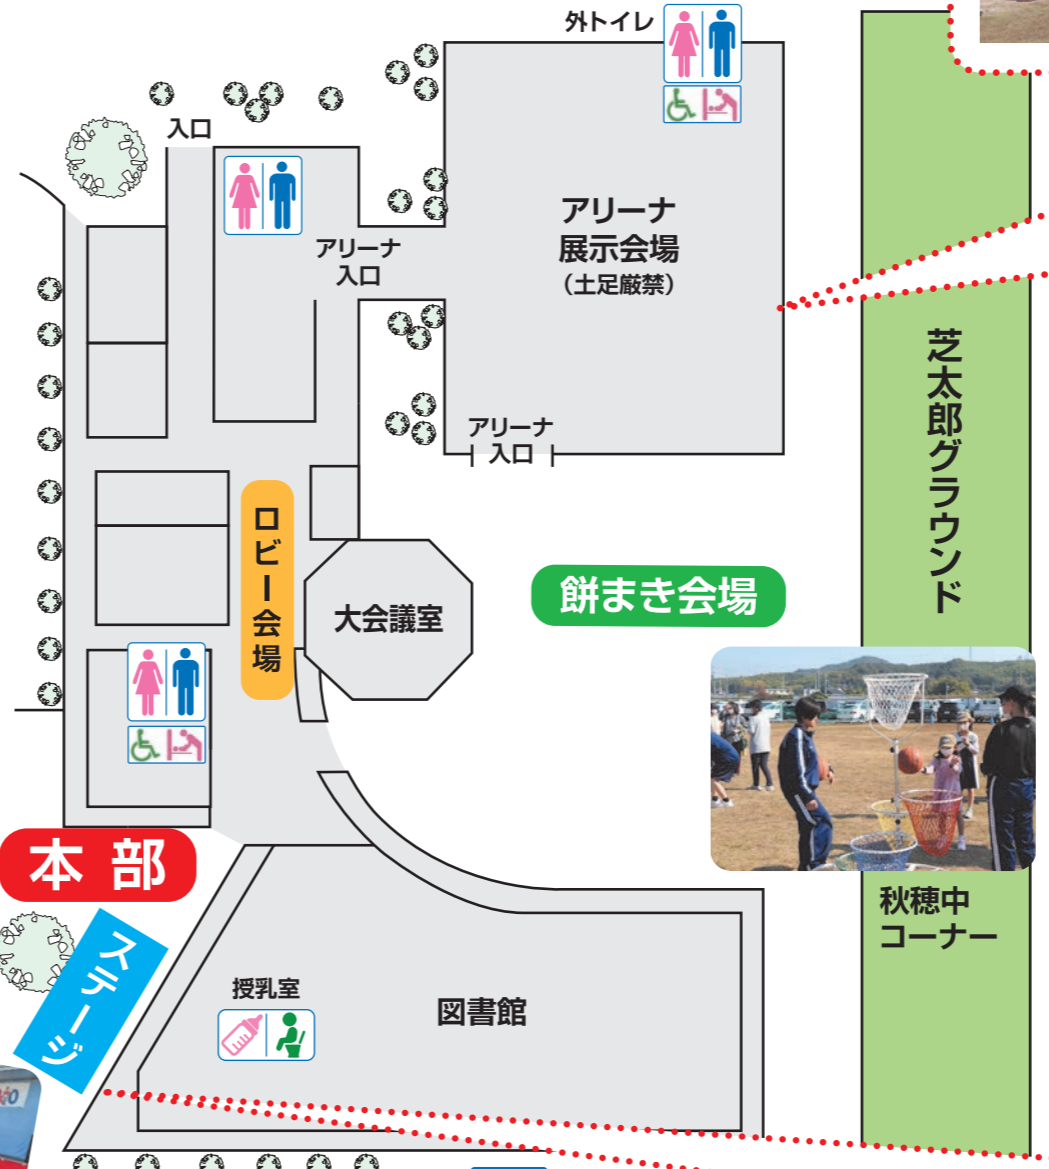 外トイレ
入口
アリーナ
入口
アリーナ
展示会場
（土足厳禁）
アリーナ
入口
芝太郎グラウンド
ロビー会場
大会議室
餅まき会場
本部
ステージ
秋穂中
コーナー
授乳室
図書館